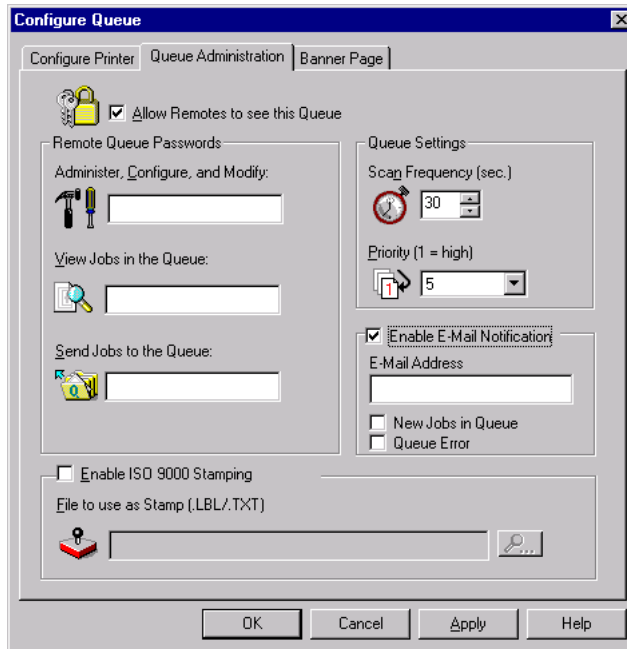 Configure Queue
Configure Printer Queue Administration Banner Page
Allow Remotes to see this Queue
Remote Queue Passwords
Administer, Configure, and Modify:
View Jobs in the Queue:
Send Jobs to the Queue:
Queue Settings
Scan Frequency (sec.)
30
Priority (1 = high)
1
5
Enable E-Mail Notification
E-Mail Address
New Jobs in Queue
Queue Error
Q
Enable ISO 9000 Stamping
File to use as Stamp (.LBL/.TXT)
...
OK Cancel Apply Help